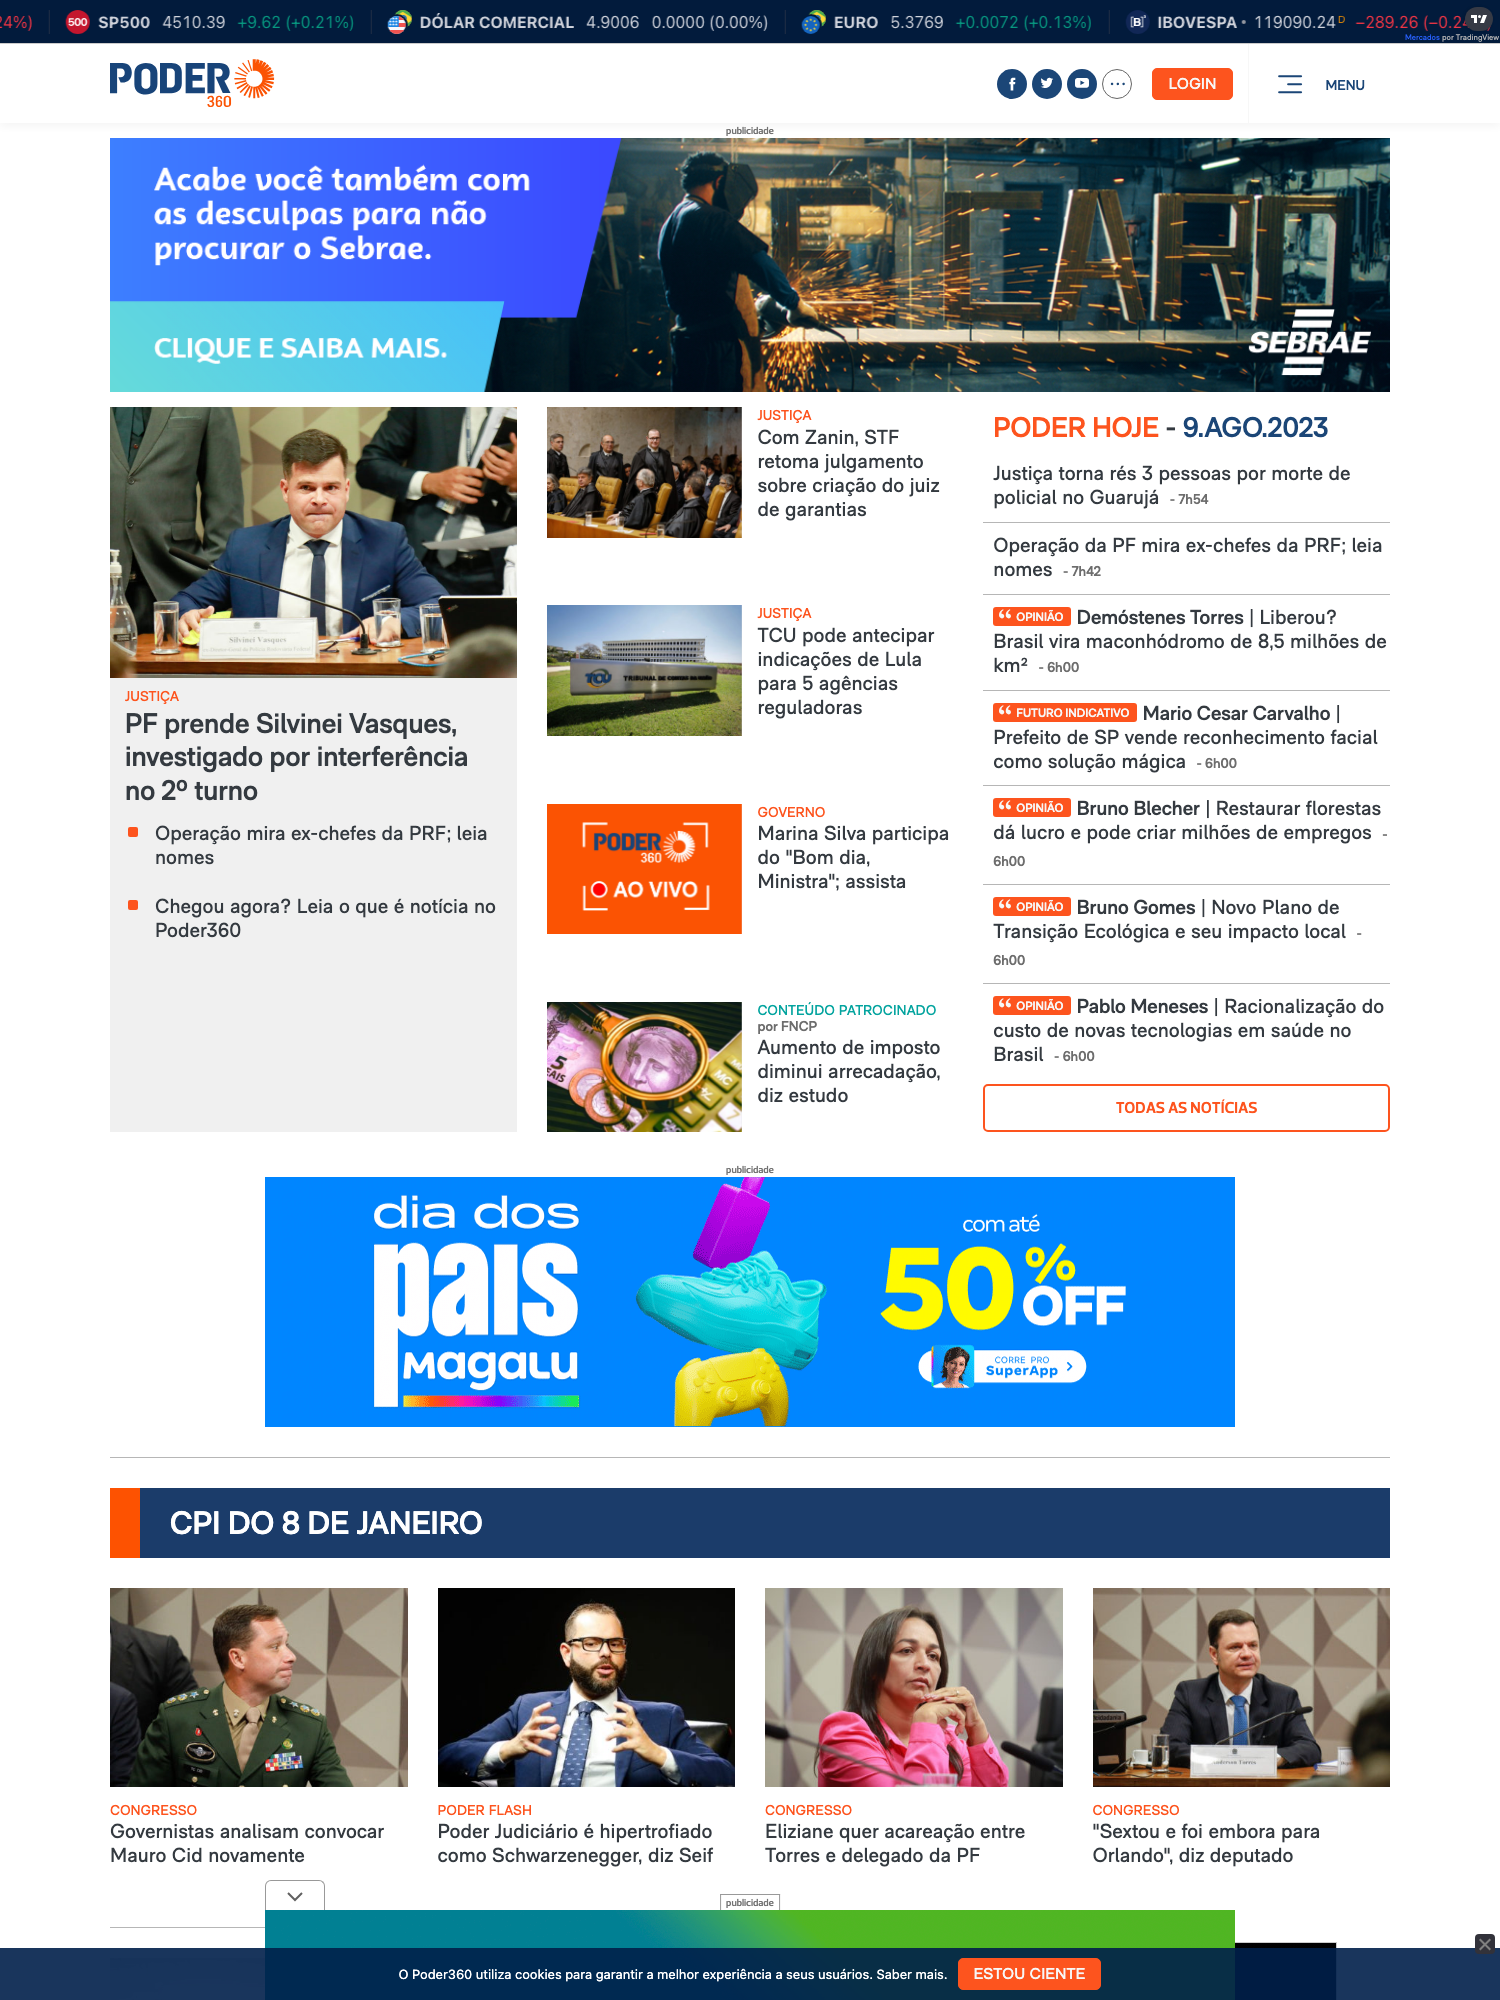 24%)
500 SP500 4510.39 +9.62 (+0.21%)
DÓLAR COMERCIAL 4.9006 0.0000 (0.00%)
EURO 5.3769 +0.0072 (+0.13%)
[B]³ IBOVESPA • 119090.24 D −289.26 (−0.24
Mercados por TradingView
PODER
360
LOGIN
MENU
publicidade
Acabe você também com
as desculpas para não
procurar o Sebrae.
CLIQUE E SAIBA MAIS.
SEBRAE
Silvinei Vasques
JUSTIÇA
PF prende Silvinei Vasques,
investigado por interferência
no 2º turno
Operação mira ex-chefes da PRF; leia
nomes
Chegou agora? Leia o que é notícia no
Poder360
JUSTIÇA
Com Zanin, STF
retoma julgamento
sobre criação do juiz
de garantias
TCU TRIBUNAL DE CONTAS DA UNIÃO
JUSTIÇA
TCU pode antecipar
indicações de Lula
para 5 agências
reguladoras
PODER
360
AO VIVO
GOVERNO
Marina Silva participa
do "Bom dia,
Ministra"; assista
5
REAIS
CONTEÚDO PATROCINADO
por FNCP
Aumento de imposto
diminui arrecadação,
diz estudo
PODER HOJE - 9.AGO.2023
Justiça torna rés 3 pessoas por morte de
policial no Guarujá - 7h54
Operação da PF mira ex-chefes da PRF; leia
nomes - 7h42
“ OPINIÃO Demóstenes Torres | Liberou?
Brasil vira maconhódromo de 8,5 milhões de
km² - 6h00
“ FUTURO INDICATIVO Mario Cesar Carvalho |
Prefeito de SP vende reconhecimento facial
como solução mágica - 6h00
“ OPINIÃO Bruno Blecher | Restaurar florestas
dá lucro e pode criar milhões de empregos -
6h00
“ OPINIÃO Bruno Gomes | Novo Plano de
Transição Ecológica e seu impacto local -
6h00
“ OPINIÃO Pablo Meneses | Racionalização do
custo de novas tecnologias em saúde no
Brasil - 6h00
TODAS AS NOTÍCIAS
publicidade
dia dos
pais
Magalu
com até
50% OFF
CORRE PRO
SuperApp
CPI DO 8 DE JANEIRO
CONGRESSO
Governistas analisam convocar
Mauro Cid novamente
PODER FLASH
Poder Judiciário é hipertrofiado
como Schwarzenegger, diz Seif
CONGRESSO
Eliziane quer acareação entre
Torres e delegado da PF
Anderson Torres
CONGRESSO
"Sextou e foi embora para
Orlando", diz deputado
publicidade
O Poder360 utiliza cookies para garantir a melhor experiência a seus usuários. Saber mais.
ESTOU CIENTE